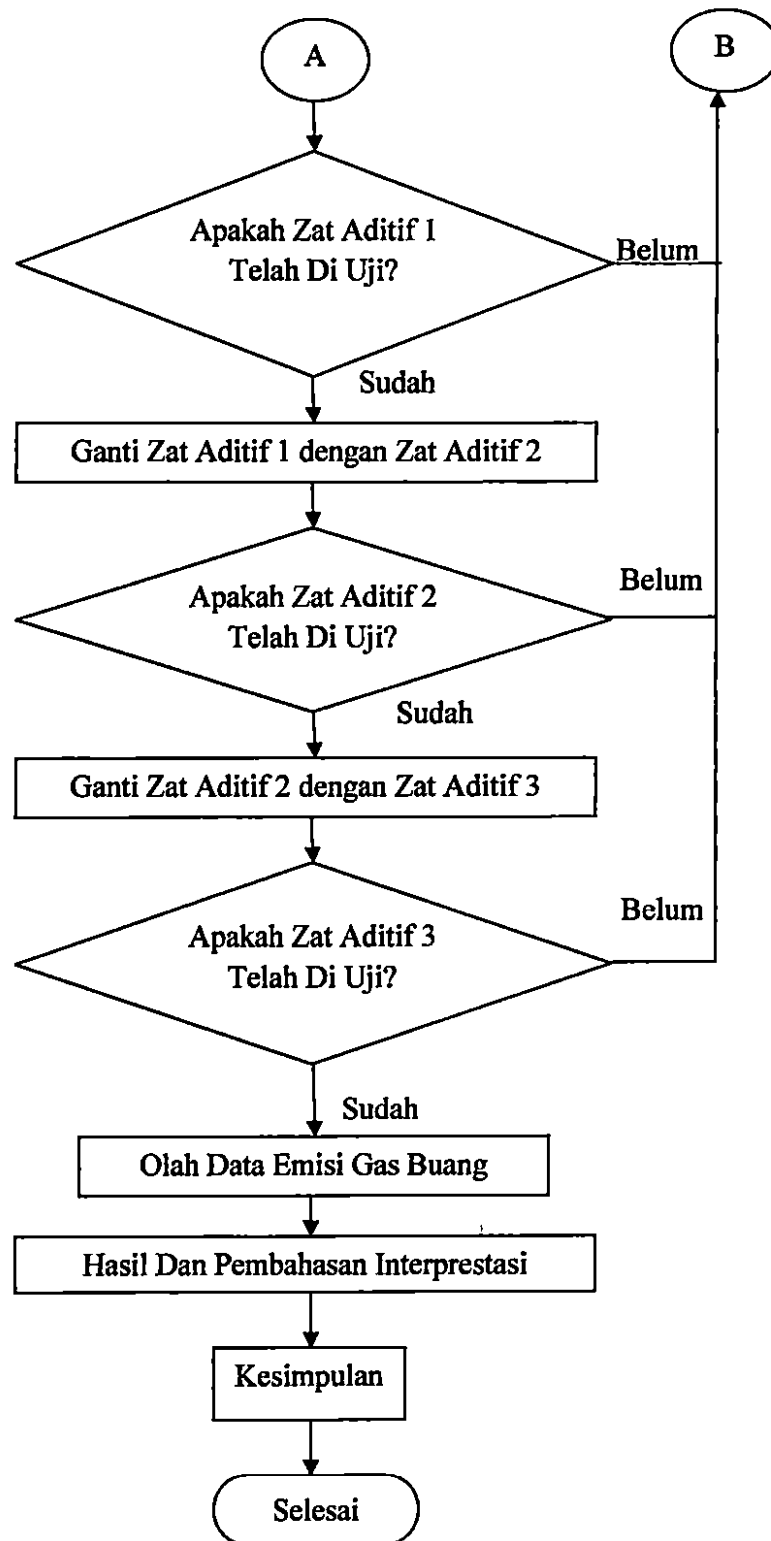 A
B
Apakah Zat Aditif 1
Telah Di Uji?
Belum
Sudah
Ganti Zat Aditif 1 dengan Zat Aditif 2
Apakah Zat Aditif 2
Telah Di Uji?
Belum
Sudah
Ganti Zat Aditif 2 dengan Zat Aditif 3
Apakah Zat Aditif 3
Telah Di Uji?
Belum
Sudah
Olah Data Emisi Gas Buang
Hasil Dan Pembahasan Interprestasi
Kesimpulan
Selesai